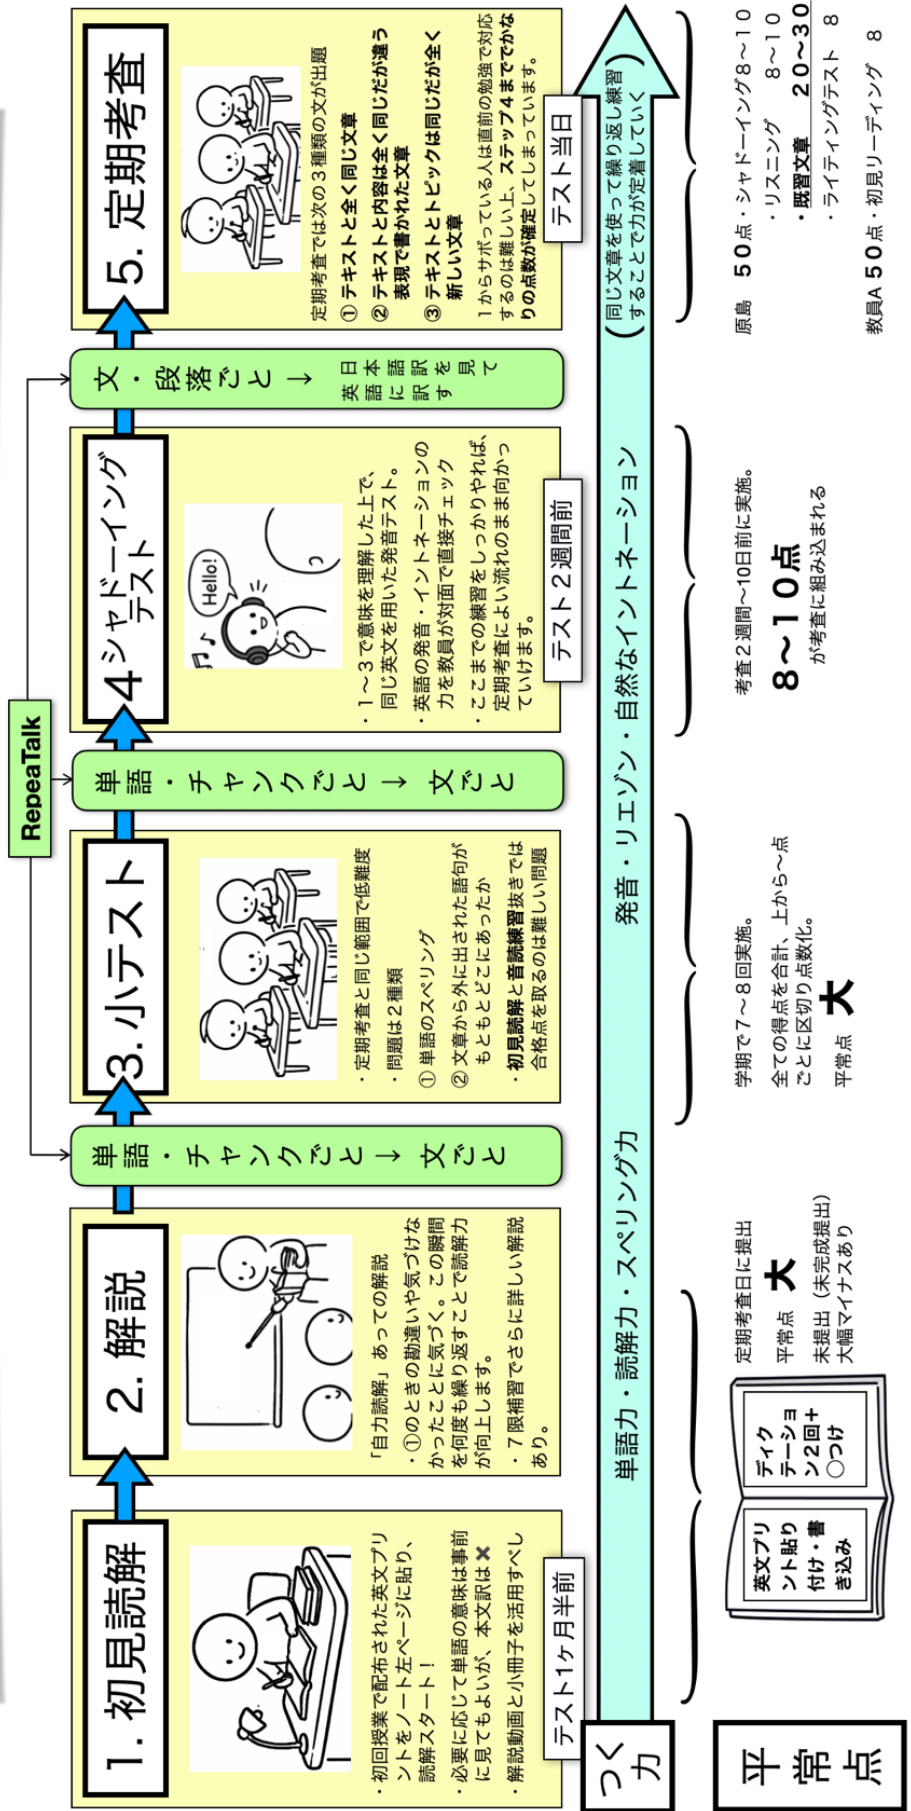 RepeaTalk
1. 初見読解
・初回授業で配布された英文プリ
ントをノート左ページに貼り、
読解スタート！
・必要に応じて単語の意味は事前
に見てもよいが、本文訳は✖
・解説動画と小冊子を活用すべし
テスト1ヶ月半前
2. 解説
「自力読解」あっての解説
・①のときの勘違いや気づけな
かったことに気づく。この瞬間
を何度も繰り返すことで読解力
が向上します。
・７限補習でさらに詳しい解説
あり。
単語・チャンクごと → 文ごと
3. 小テスト
・定期考査と同じ範囲で低難度
・問題は２種類
① 単語のスペリング
② 文章から外に出された語句が
もともとどこにあったか
・初見読解と音読練習抜きでは
合格点を取るのは難しい問題
単語・チャンクごと → 文ごと
4 シャドーイング
テスト
Hello!
・１〜３で意味を理解した上で、
同じ英文を用いた発音テスト。
・英語の発音・イントネーションの
力を教員が対面で直接チェック
・ここまでの練習をしっかりやれば、
定期考査によい流れのまま向かっ
ていけます。
テスト２週間前
文・段落ごと →
日本語訳を見て
英語に訳す
5. 定期考査
定期考査では次の３種類の文が出題
① テキストと全く同じ文章
② テキストと内容は全く同じだが違う
表現で書かれた文章
③ テキストとトピックは同じだが全く
新しい文章
１からサボっている人は直前の勉強で対応
するのは難しい上、ステップ４まででかな
りの点数が確定してしまっています。
テスト当日
つく
力
単語力・読解力・スペリング力
発音・リエゾン・自然なイントネーション
(同じ文章を使って繰り返し練習
することで力が定着していく)
平
常
点
英文プリ
ント貼り
付け・書
き込み
ディク
テーショ
ン２回＋
○つけ
定期考査日に提出
平常点 大
未提出（未完成提出）
大幅マイナスあり
学期で７〜８回実施。
全ての得点を合計、上から〜点
ごとに区切り点数化。
平常点 大
考査２週間〜10日前に実施。
８〜１０点
が考査に組み込まれる
原島 ５０点・シャドーイング８〜１０
・リスニング ８〜１０
・既習文章 ２０〜３０
・ライティングテスト ８
教員A ５０点・初見リーディング ８